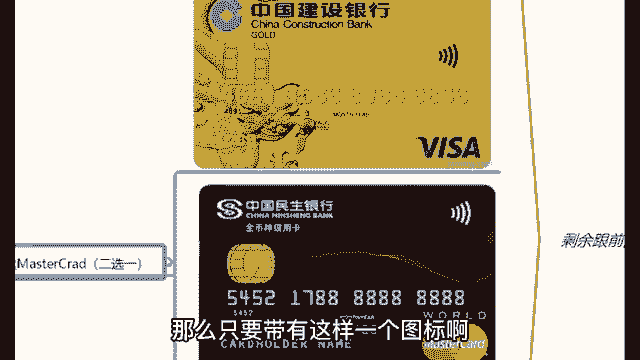 中国建设银行
China Construction Bank
GOLD
VISA
中国民生银行
CHINA MINSHENG BANK
金币种信用卡
MasterCrad（二选一）
剩余跟前
5452 1788 8888 8888
5457
那么只要带有这样一个图标啊
WORLD
CARDHOLDER NAME
MasterCard